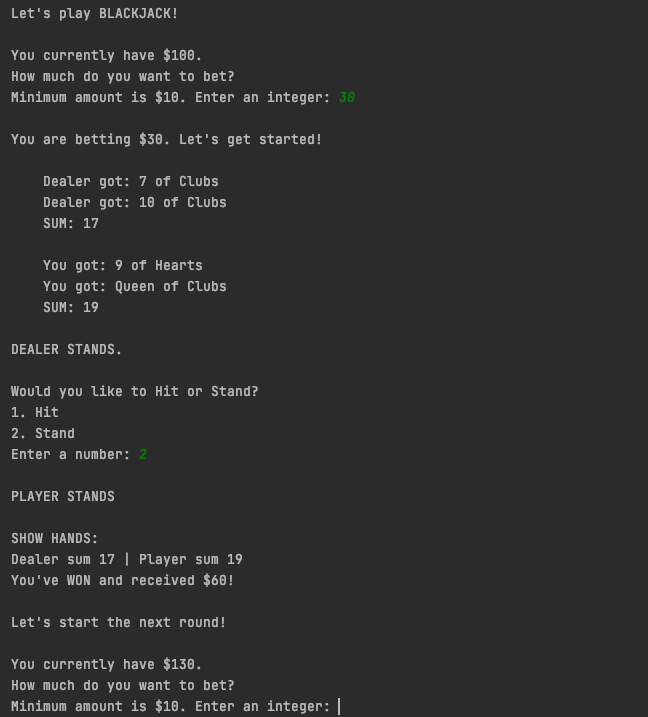 Let's play BLACKJACK!
You currently have $100.
How much do you want to bet?
Minimum amount is $10. Enter an integer: 30
You are betting $30. Let's get started!
Dealer got: 7 of Clubs
Dealer got: 10 of Clubs
SUM: 17
You got: 9 of Hearts
You got: Queen of Clubs
SUM: 19
DEALER STANDS.
Would you like to Hit or Stand?
1. Hit
2. Stand
Enter a number: 2
PLAYER STANDS
SHOW HANDS:
Dealer sum 17 | Player sum 19
You've WON and received $60!
Let's start the next round!
You currently have $130.
How much do you want to bet?
Minimum amount is $10. Enter an integer: